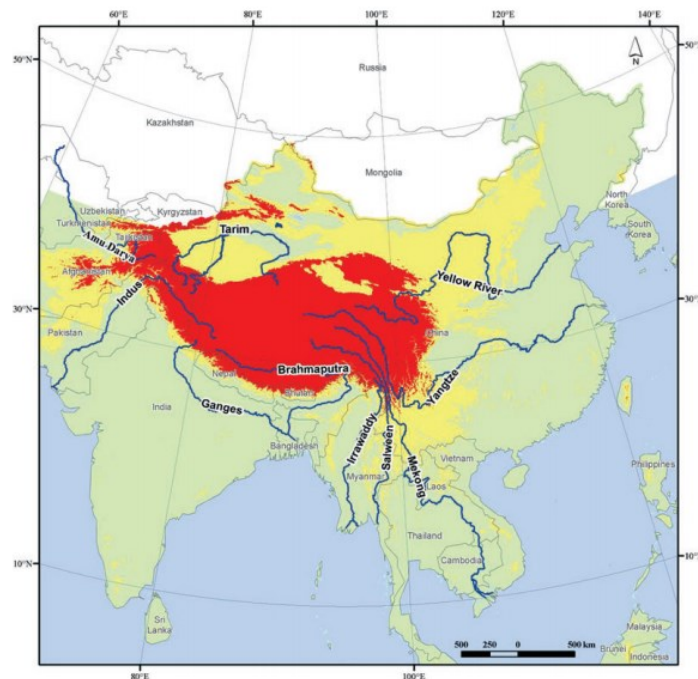 60°E
80°E
100°E
120°E
140°E
50°N
50°N
N
Russia
Kazakhstan
Mongolia
Uzbekistan
Kyrgyzstan
Turkmenistan
Tarim
North
Korea
South
Korea
Amu-Darya
Afghanistan
Indus
Yellow River
30°N
30°N
Pakistan
China
Nepal
Brahmaputra
Bhutan
Yangtze
India
Ganges
Bangladesh
Irrawaddy
Salween
Mekong
Myanmar
Vietnam
Laos
Philippines
Thailand
Cambodia
10°N
10°N
Sri
Lanka
Malaysia
Brunei
Indonesia
500 250 0 500 km
80°E
100°E